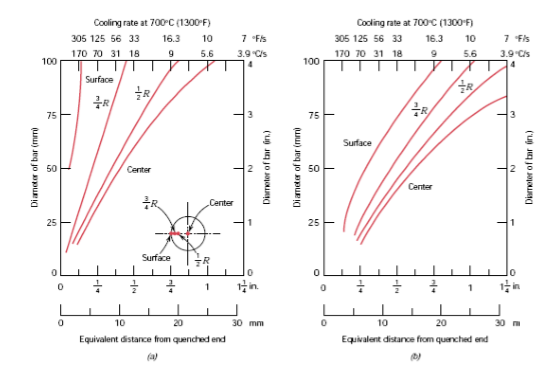 Cooling rate at 700°C (1300°F)
305 125 56 33 16.3 10 7 °F/s
170 70 31 18 9 5.6 3.9 °C/s
100
75
50
25
0
Diameter of bar (mm)
4
3
2
1
0
Diameter of bar (in.)
Surface
3/4 R
1/2 R
Center
3/4 R
Center
Surface
1/2 R
0 1/4 1/2 3/4 1 1 1/4 in.
0 10 20 30 mm
Equivalent distance from quenched end
(a)
Cooling rate at 700°C (1300°F)
305 125 56 33 16.3 10 7 °F/s
170 70 31 18 9 5.6 3.9 °C/s
100
75
50
25
0
Diameter of bar (mm)
4
3
2
1
0
Diameter of bar (in.)
Surface
3/4 R
1/2 R
Center
0 1/4 1/2 3/4 1 1 1/4 in
0 10 20 30 m
Equivalent distance from quenched end
(b)